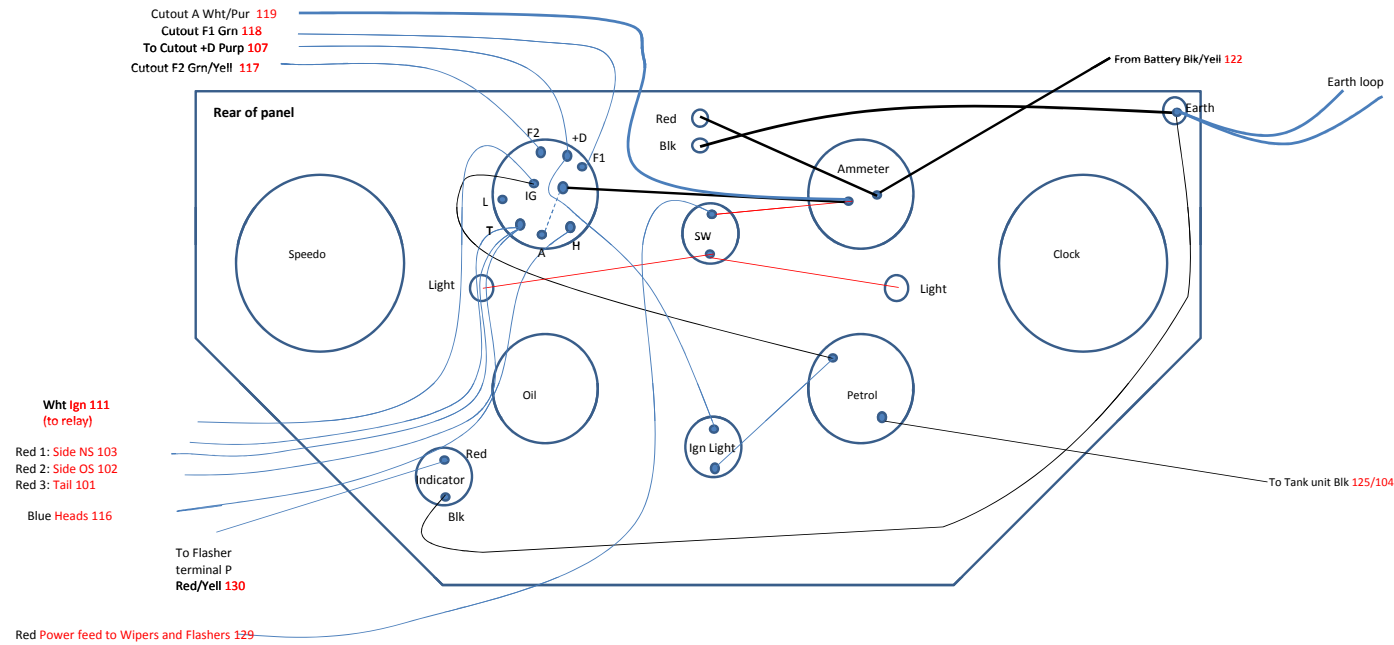 Cutout A Wht/Pur 119
Cutout F1 Grn 118
To Cutout +D Purp 107
Cutout F2 Grn/Yell 117
From Battery Blk/Yell 122
Earth loop
Rear of panel
Earth
Red
Blk
F2
+D
F1
Ammeter
IG
L
T
A
H
SW
Speedo
Clock
Light
Light
Oil
Petrol
Wht Ign 111
(to relay)
Ign Light
Red 1: Side NS 103
Red 2: Side OS 102
Red 3: Tail 101
Red
Indicator
Blk
To Tank unit Blk 125/104
Blue Heads 116
To Flasher
terminal P
Red/Yell 130
Red Power feed to Wipers and Flashers 129